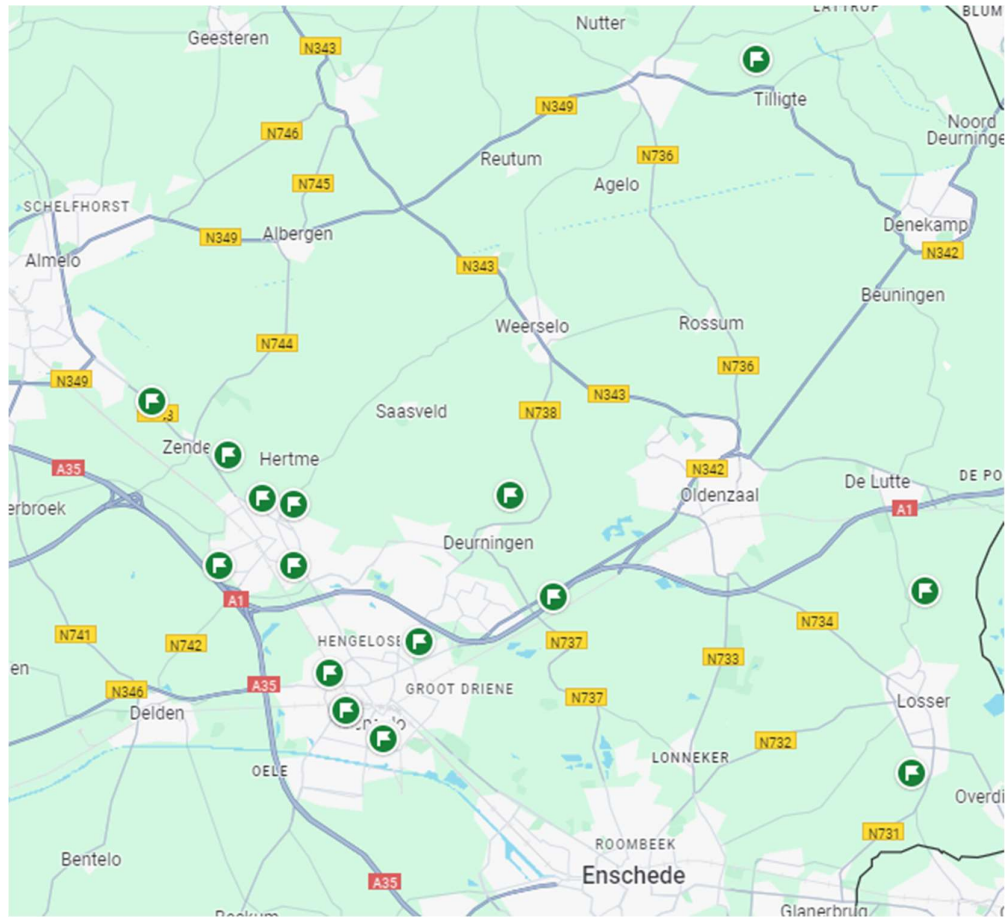 LATTROP
BLUM
Nutter
Geesteren
N343
Tilligte
N349
Noord
Deurninge
N746
Reutum
N736
N745
Agelo
SCHELFHORST
Denekamp
N349
Albergen
N342
Almelo
N343
Beuningen
Weerselo
Rossum
N744
N736
N349
N343
Saasveld
N738
3
Zende
Hertme
A35
N342
De Lutte
DE PO
Oldenzaal
erbroek
A1
Deurningen
A1
N734
N741
N742
HENGELOSE
N737
N733
en
A35
GROOT DRIENE
N346
N737
Losser
Delden
N732
LONNEKER
OELE
Overdi
N731
ROOMBEEK
Bentelo
Enschede
A35
Glanerbrug